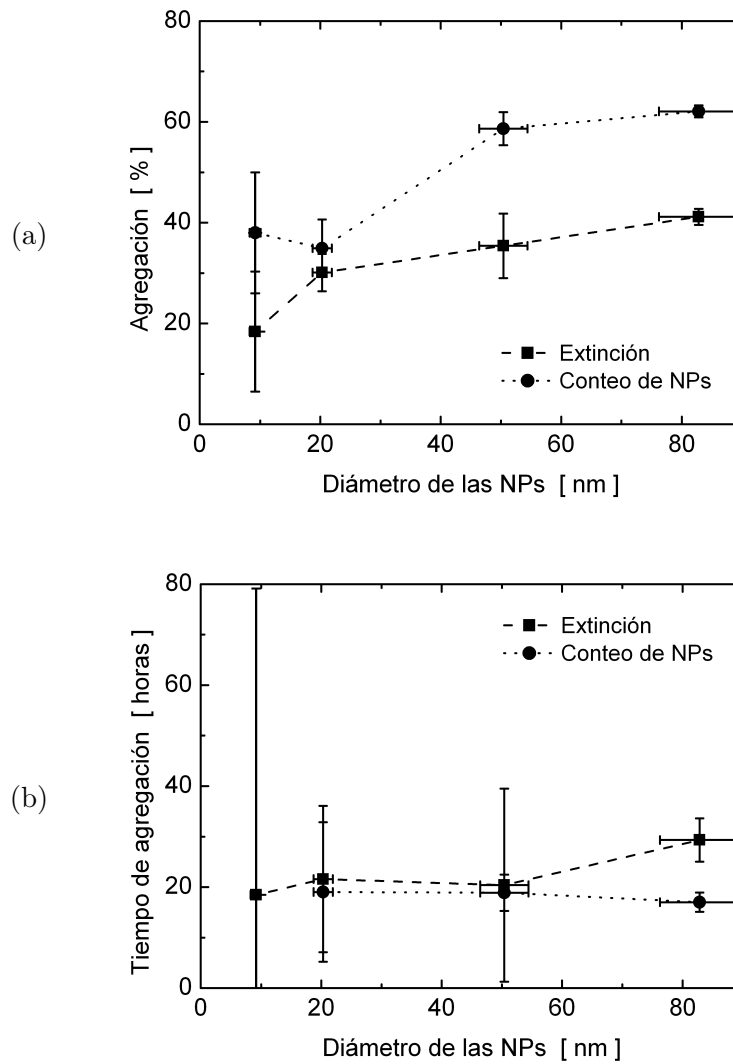 (a)
Agregación [ % ]
80
60
40
20
0
Extinción
Conteo de NPs
0 20 40 60 80
Diámetro de las NPs [ nm ]
(b)
Tiempo de agregación [ horas ]
80
60
40
20
0
Extinción
Conteo de NPs
0 20 40 60 80
Diámetro de las NPs [ nm ]